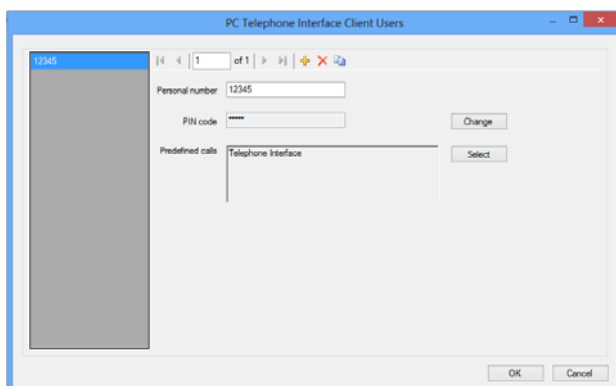 PC Telephone Interface Client Users
12345
1 of 1
Personal number 12345
PIN code •••••
Change
Predefined calls Telephone Interface
Select
OK Cancel